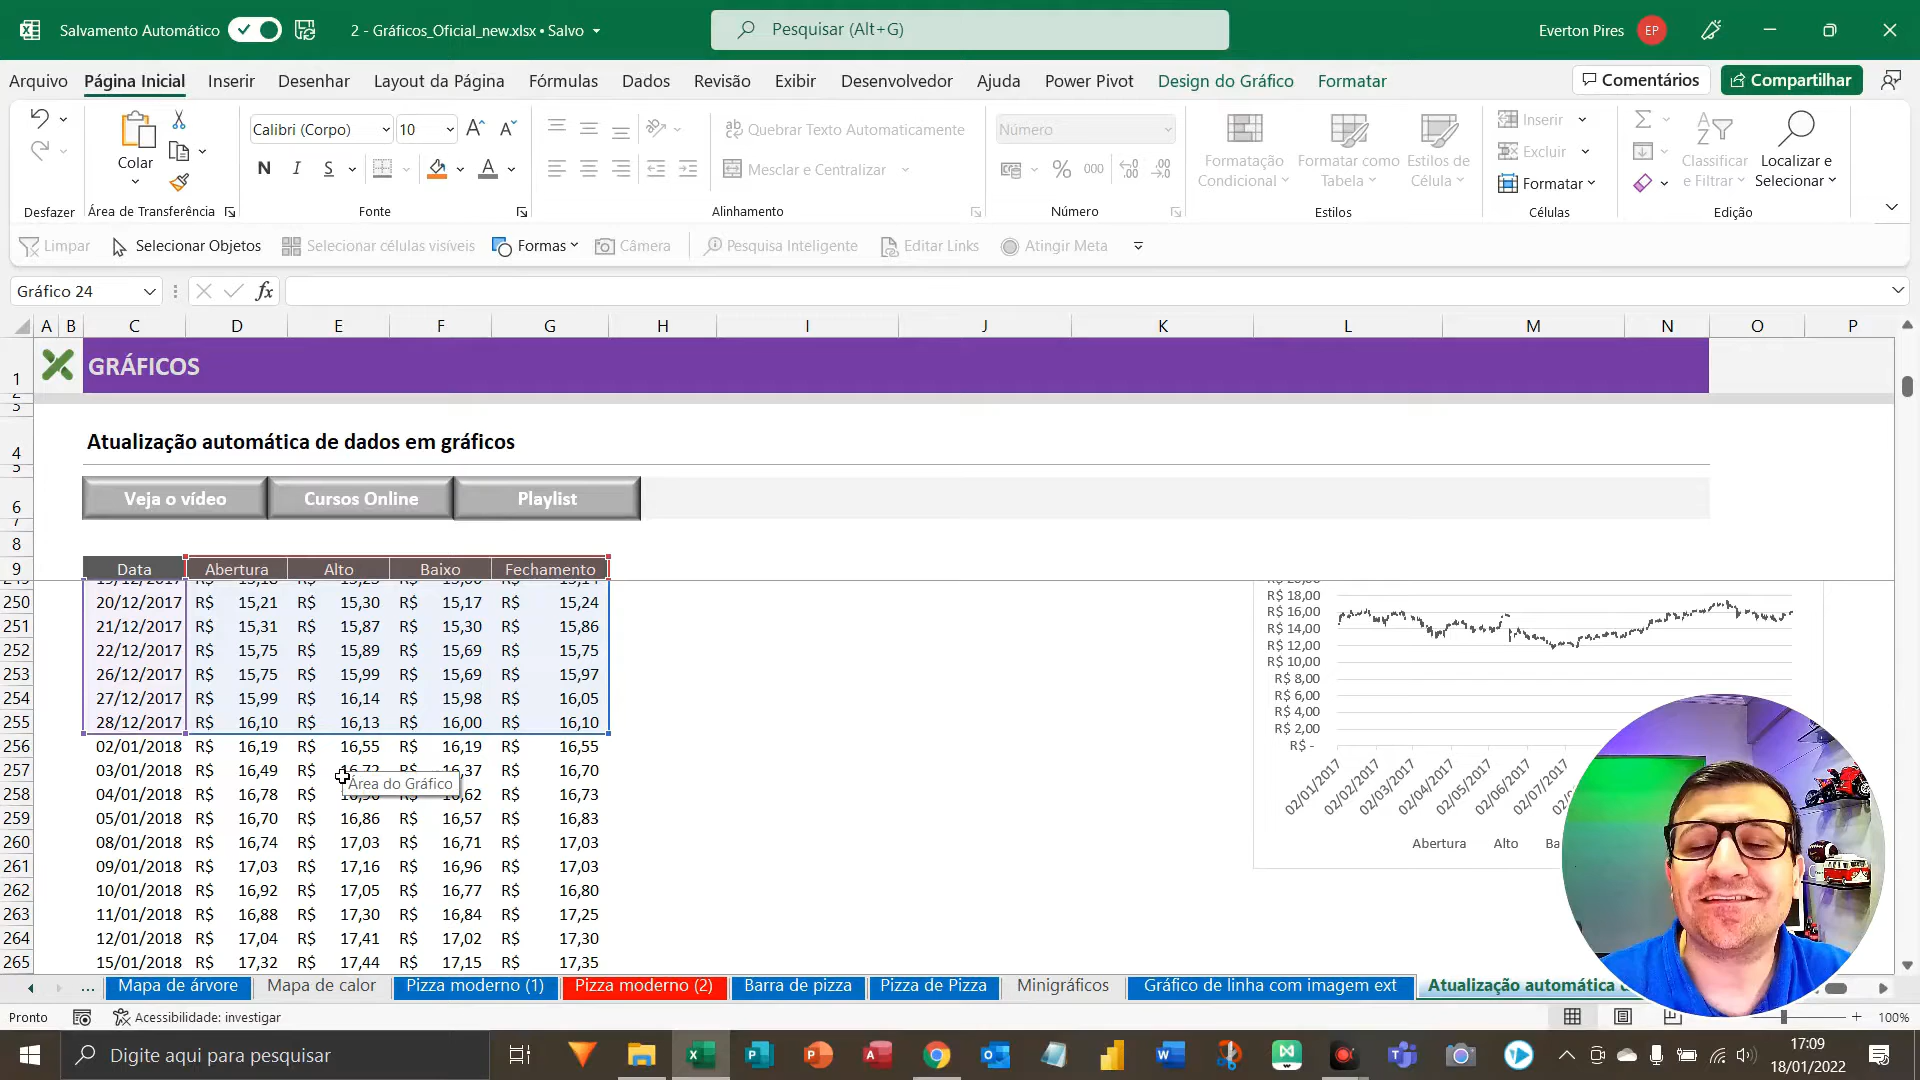 Salvamento Automático
2 - Gráficos_Oficial_new.xlsx • Salvo
Pesquisar (Alt+G)
Everton Pires
EP
Arquivo
Página Inicial
Inserir
Desenhar
Layout da Página
Fórmulas
Dados
Revisão
Exibir
Desenvolvedor
Ajuda
Power Pivot
Design do Gráfico
Formatar
Comentários
Compartilhar
Desfazer
Colar
Área de Transferência
Calibri (Corpo)
10
N I S
Fonte
Quebrar Texto Automaticamente
Mesclar e Centralizar
Alinhamento
Número
% 000
Número
Formatação Condicional
Formatar como Tabela
Estilos de Célula
Estilos
Inserir
Excluir
Formatar
Células
Classificar e Filtrar
Localizar e Selecionar
Edição
Limpar
Selecionar Objetos
Selecionar células visíveis
Formas
Câmera
Pesquisa Inteligente
Editar Links
Atingir Meta
Gráfico 24
fx
A B C D E F G H I J K L M N O P
1 GRÁFICOS
4 Atualização automática de dados em gráficos
6 Veja o vídeo Cursos Online Playlist
7
8
9 Data Abertura Alto Baixo Fechamento
250 20/12/2017 R$ 15,21 R$ 15,30 R$ 15,17 R$ 15,24
251 21/12/2017 R$ 15,31 R$ 15,87 R$ 15,30 R$ 15,86
252 22/12/2017 R$ 15,75 R$ 15,89 R$ 15,69 R$ 15,75
253 26/12/2017 R$ 15,75 R$ 15,99 R$ 15,69 R$ 15,97
254 27/12/2017 R$ 15,99 R$ 16,14 R$ 15,98 R$ 16,05
255 28/12/2017 R$ 16,10 R$ 16,13 R$ 16,00 R$ 16,10
256 02/01/2018 R$ 16,19 R$ 16,55 R$ 16,19 R$ 16,55
257 03/01/2018 R$ 16,49 R$ R$ 16,37 R$ 16,70
Área do Gráfico
258 04/01/2018 R$ 16,78 R$ R$ 16,62 R$ 16,73
259 05/01/2018 R$ 16,70 R$ 16,86 R$ 16,57 R$ 16,83
260 08/01/2018 R$ 16,74 R$ 17,03 R$ 16,71 R$ 17,03
261 09/01/2018 R$ 17,03 R$ 17,16 R$ 16,96 R$ 17,03
262 10/01/2018 R$ 16,92 R$ 17,05 R$ 16,77 R$ 16,80
263 11/01/2018 R$ 16,88 R$ 17,30 R$ 16,84 R$ 17,25
264 12/01/2018 R$ 17,04 R$ 17,41 R$ 17,02 R$ 17,30
265 15/01/2018 R$ 17,32 R$ 17,44 R$ 17,15 R$ 17,35
R$ 18,00
R$ 16,00
R$ 14,00
R$ 12,00
R$ 10,00
R$ 8,00
R$ 6,00
R$ 4,00
R$ 2,00
R$ -
02/01/2017
02/02/2017
02/03/2017
02/04/2017
02/05/2017
02/06/2017
02/07/2017
Abertura Alto Ba
... Mapa de árvore
Mapa de calor
Pizza moderno (1)
Pizza moderno (2)
Barra de pizza
Pizza de Pizza
Minigráficos
Gráfico de linha com imagem ext
Atualização automática
Pronto
Acessibilidade: investigar
100%
Digite aqui para pesquisar
17:09
18/01/2022